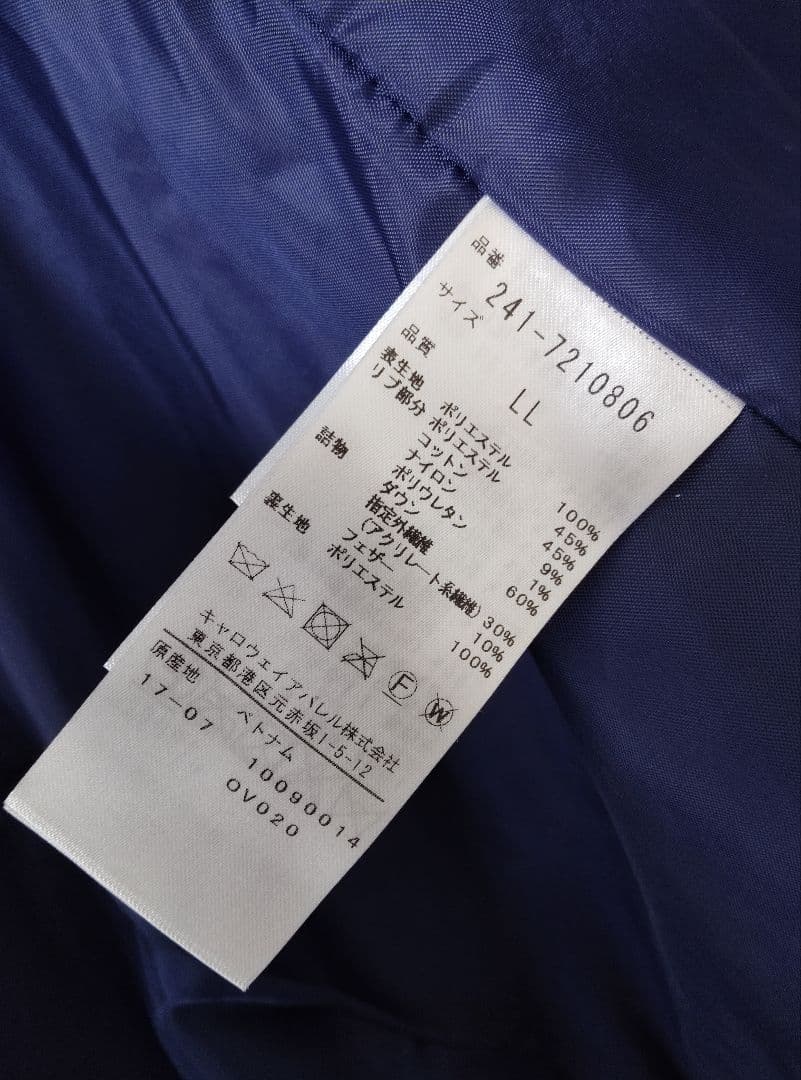 品番 241-7210806
サイズ LL
品質
表生地 ポリエステル 100%
リブ部分 ポリエステル 45%
コットン 45%
ナイロン 9%
ポリウレタン 1%
詰物 ダウン 60%
指定外繊維
(アクリレート系繊維) 30%
フェザー 10%
裏生地 ポリエステル 100%
F W
キャロウェイアパレル株式会社
東京都港区元赤坂1-5-12
原産地 ベトナム
17-07 10090014
OV020